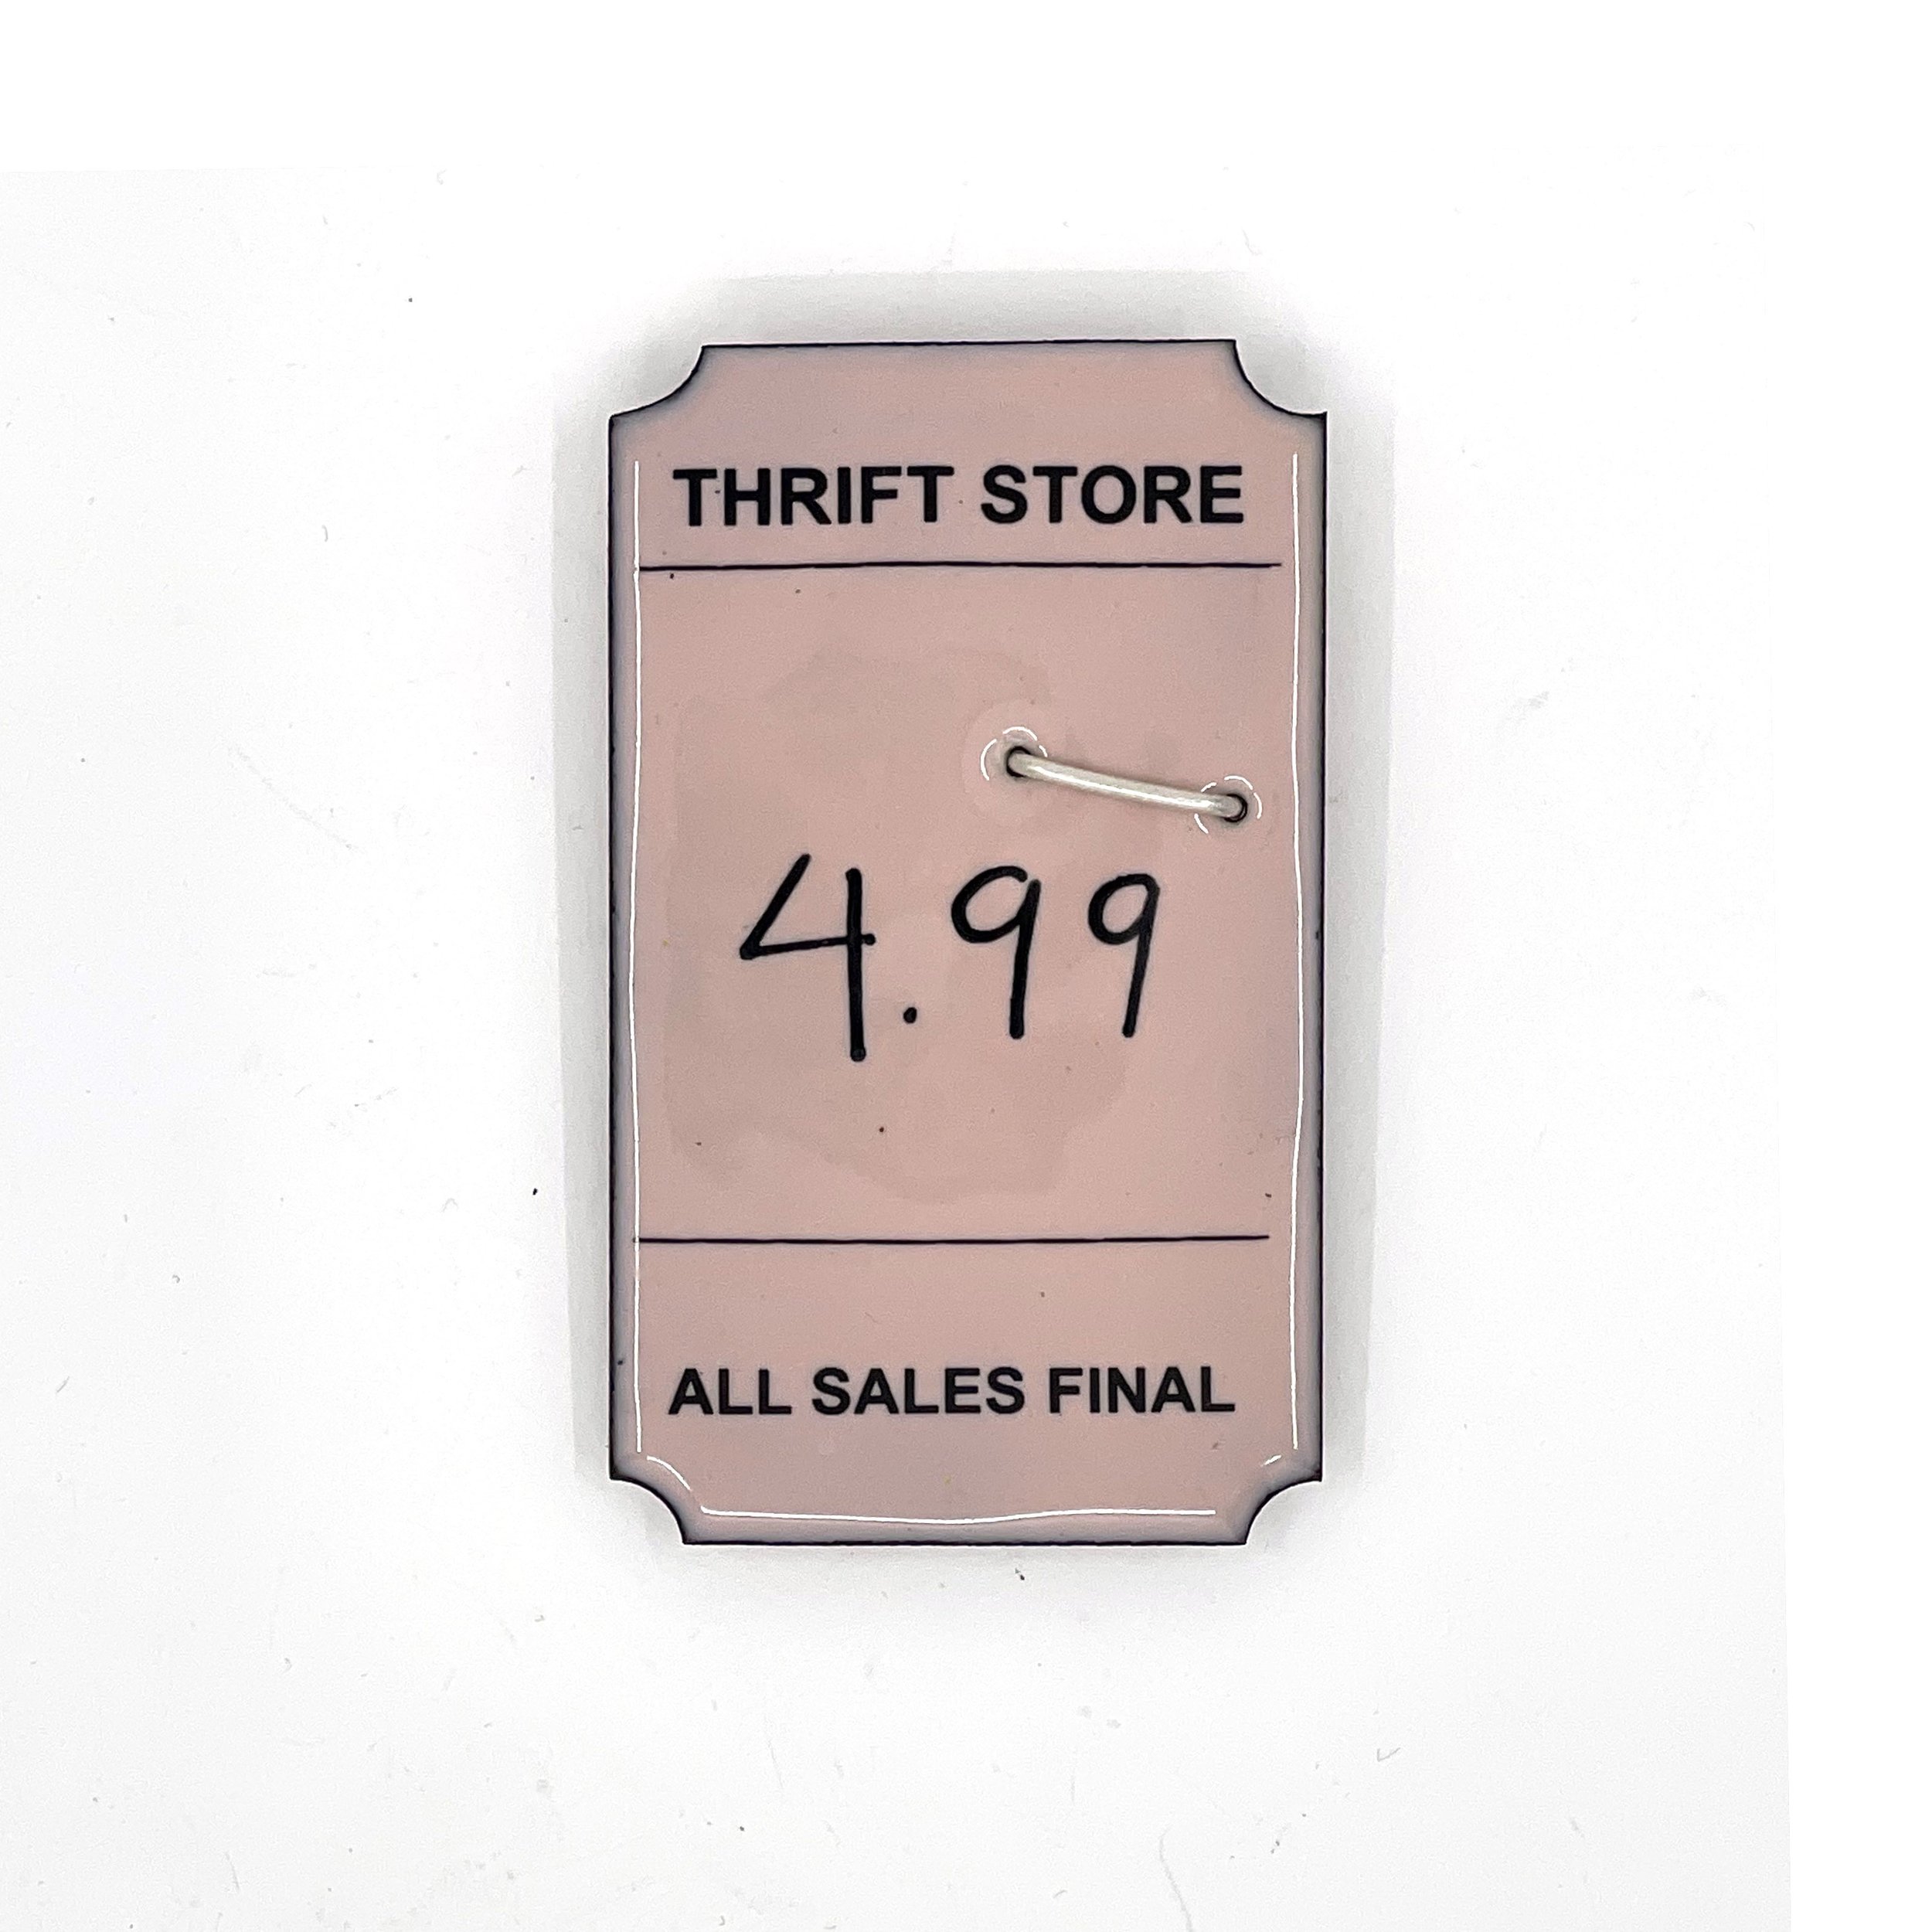 THRIFT STORE
4.99
ALL SALES FINAL